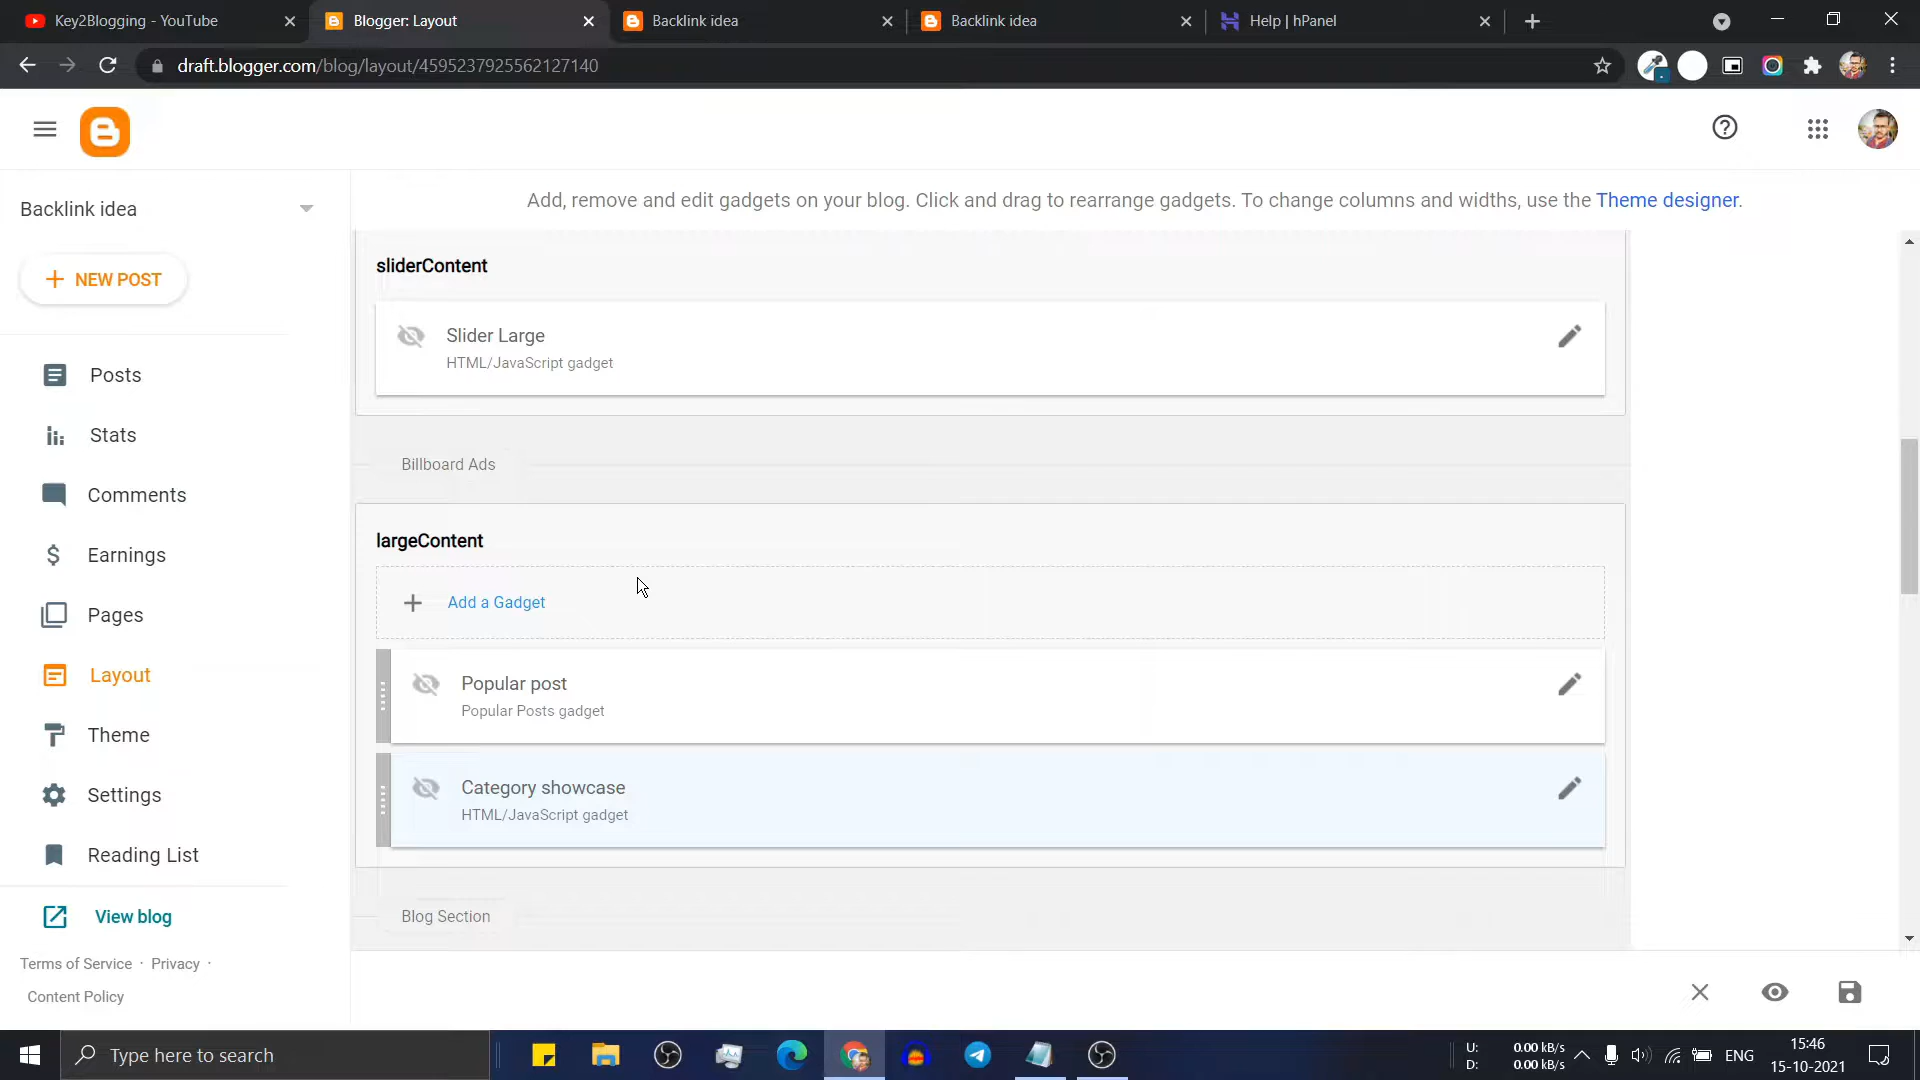 Key2Blogging - YouTube
Blogger: Layout
Backlink idea
Backlink idea
Help | hPanel
draft.blogger.com/blog/layout/4595237925562127140
Backlink idea
NEW POST
Posts
Stats
Comments
Earnings
Pages
Layout
Theme
Settings
Reading List
View blog
Terms of Service · Privacy ·
Content Policy
Add, remove and edit gadgets on your blog. Click and drag to rearrange gadgets. To change columns and widths, use the Theme designer.
sliderContent
Slider Large
HTML/JavaScript gadget
Billboard Ads
largeContent
Add a Gadget
Popular post
Popular Posts gadget
Category showcase
HTML/JavaScript gadget
Blog Section
Type here to search
U: 0.00 kB/s
D: 0.00 kB/s
ENG
15:46
15-10-2021